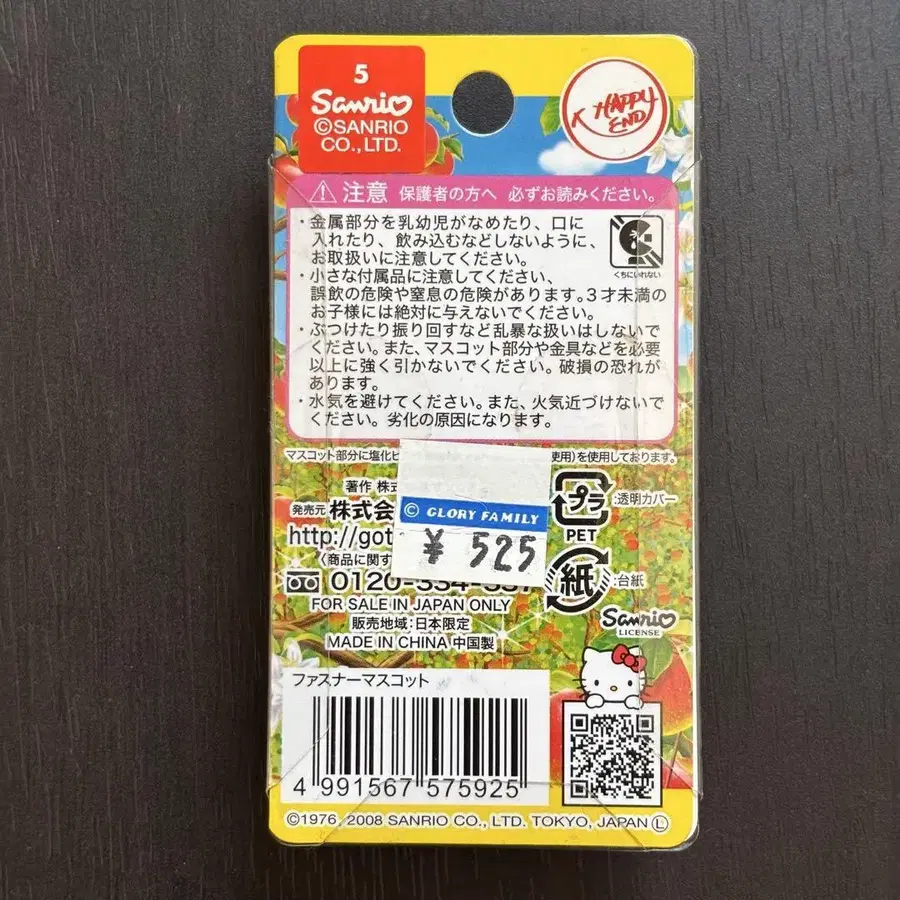 5
Sanrio
©SANRIO
CO.,LTD.
HAPPY
END
注意 保護者の方へ 必ずお読みください。
・金属部分を乳幼児がなめたり、口に
入れたり、飲み込むなどしないように、
お取扱いに注意してください。
くちにいれない
・小さな付属品に注意してください、
誤飲の危険や窒息の危険があります。3才未満の
お子様には絶対に与えないでください。
・ぶつけたり振り回すなど乱暴な扱いはしないで
ください。また、マスコット部分や金具などを必要
以上に強く引かないでください。破損の恐れが
あります。
・水気を避けてください。また、火気近づけないで
ください。劣化の原因になります。
マスコット部分に塩化ビ 使用)を使用しております。
著作 株式
発売元 株式会
© GLORY FAMILY
¥ 525
プラ :透明カバー
PET
http://got
〈商品に関す
0120-334-
紙 :台紙
FOR SALE IN JAPAN ONLY
販売地域:日本限定
MADE IN CHINA 中国製
Sanrio
LICENSE
ファスナーマスコット
4 991567 575925
©1976, 2008 SANRIO CO., LTD. TOKYO, JAPAN Ⓛ